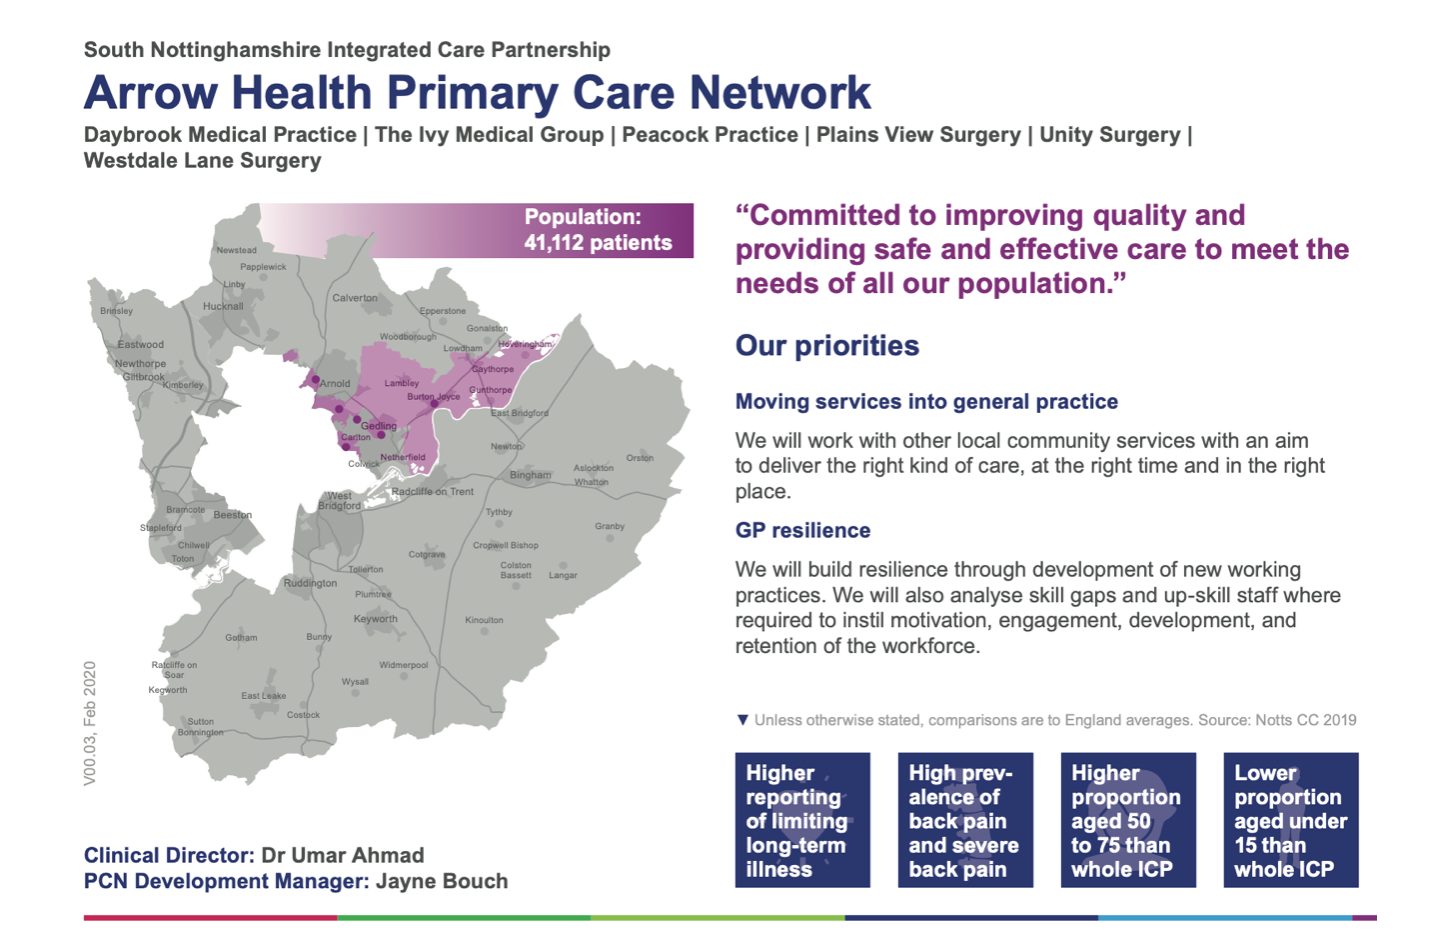 South Nottinghamshire Integrated Care Partnership
Arrow Health Primary Care Network
Daybrook Medical Practice | The Ivy Medical Group | Peacock Practice | Plains View Surgery | Unity Surgery |
Westdale Lane Surgery
Population:
41,112 patients
Newstead
Papplewick
Linby
Hucknall
Calverton
Brinsley
Epperstone
Gonalston
Woodborough
Eastwood
Lowdham
Hoveringham
Newthorpe
Giltbrook
Kimberley
Caythorpe
Arnold
Lambley
Gunthorpe
Burton Joyce
East Bridgford
Gedling
Carlton
Newton
Netherfield
Colwick
Orston
Aslockton
Bingham
Whatton
Radcliffe on Trent
West
Bridgford
Bramcote
Beeston
Tythby
Stapleford
Granby
Chilwell
Cropwell Bishop
Toton
Cotgrave
Colston
Bassett
Langar
Tollerton
Ruddington
Plumtree
Keyworth
Kinoulton
Gotham
Bunny
Ratcliffe on
Soar
Widmerpool
Kegworth
Wysall
East Leake
Costock
Sutton
Bonnington
V00.03, Feb 2020
Clinical Director: Dr Umar Ahmad
PCN Development Manager: Jayne Bouch
“Committed to improving quality and
providing safe and effective care to meet the
needs of all our population.”
Our priorities
Moving services into general practice
We will work with other local community services with an aim
to deliver the right kind of care, at the right time and in the right
place.
GP resilience
We will build resilience through development of new working
practices. We will also analyse skill gaps and up-skill staff where
required to instil motivation, engagement, development, and
retention of the workforce.
▼ Unless otherwise stated, comparisons are to England averages. Source: Notts CC 2019
Higher
reporting
of limiting
long-term
illness
High prev-
alence of
back pain
and severe
back pain
Higher
proportion
aged 50
to 75 than
whole ICP
Lower
proportion
aged under
15 than
whole ICP